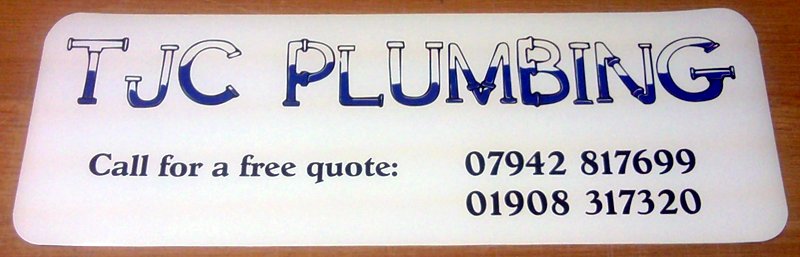 TJC PLUMBING
Call for a free quote: 07942 817699
01908 317320